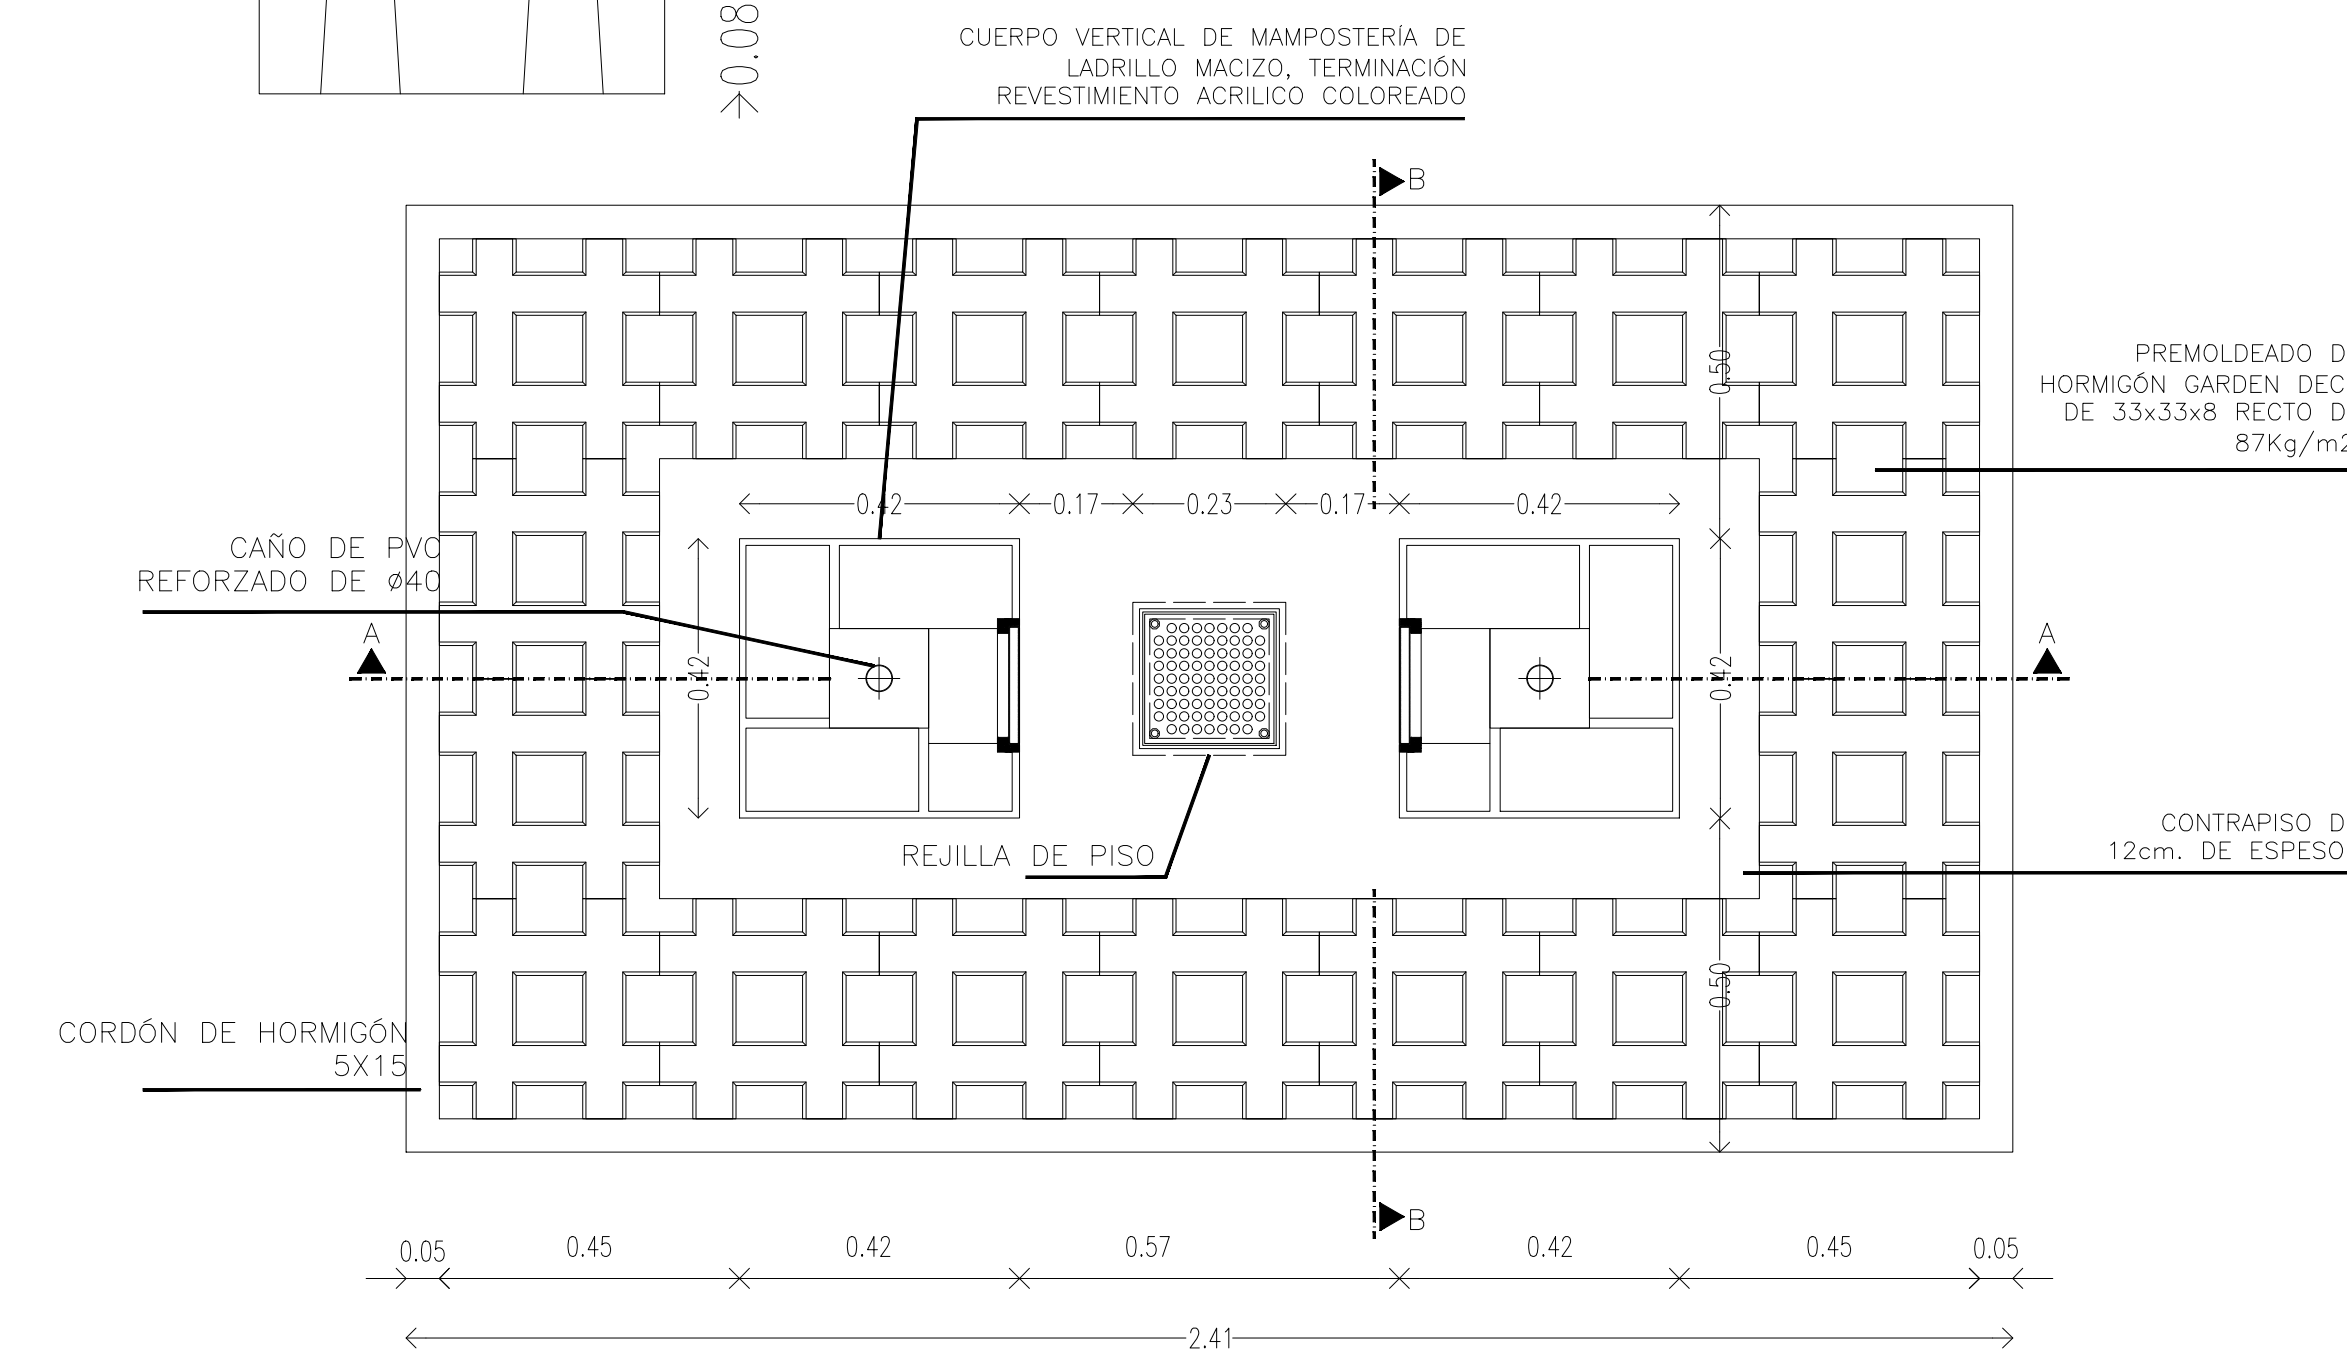 0.08
CUERPO VERTICAL DE MAMPOSTERÍA DE
LADRILLO MACIZO, TERMINACIÓN
REVESTIMIENTO ACRILICO COLOREADO
B
PREMOLDEADO D
HORMIGÓN GARDEN DEC
DE 33x33x8 RECTO D
87Kg/m2
0.50
0.42
0.17
0.23
0.17
0.42
CAÑO DE PVC
REFORZADO DE ø40
A
A
0.42
0.42
REJILLA DE PISO
CONTRAPISO D
12cm. DE ESPESO
0.50
CORDÓN DE HORMIGÓN
5X15
B
0.05
0.45
0.42
0.57
0.42
0.45
0.05
2.41